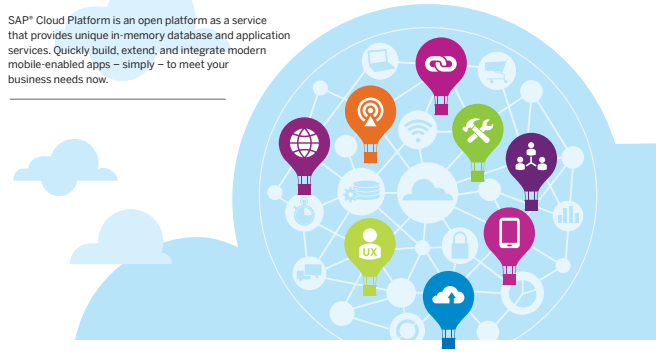 SAP® Cloud Platform is an open platform as a service
that provides unique in-memory database and application
services. Quickly build, extend, and integrate modern
mobile-enabled apps – simply – to meet your
business needs now.
UX